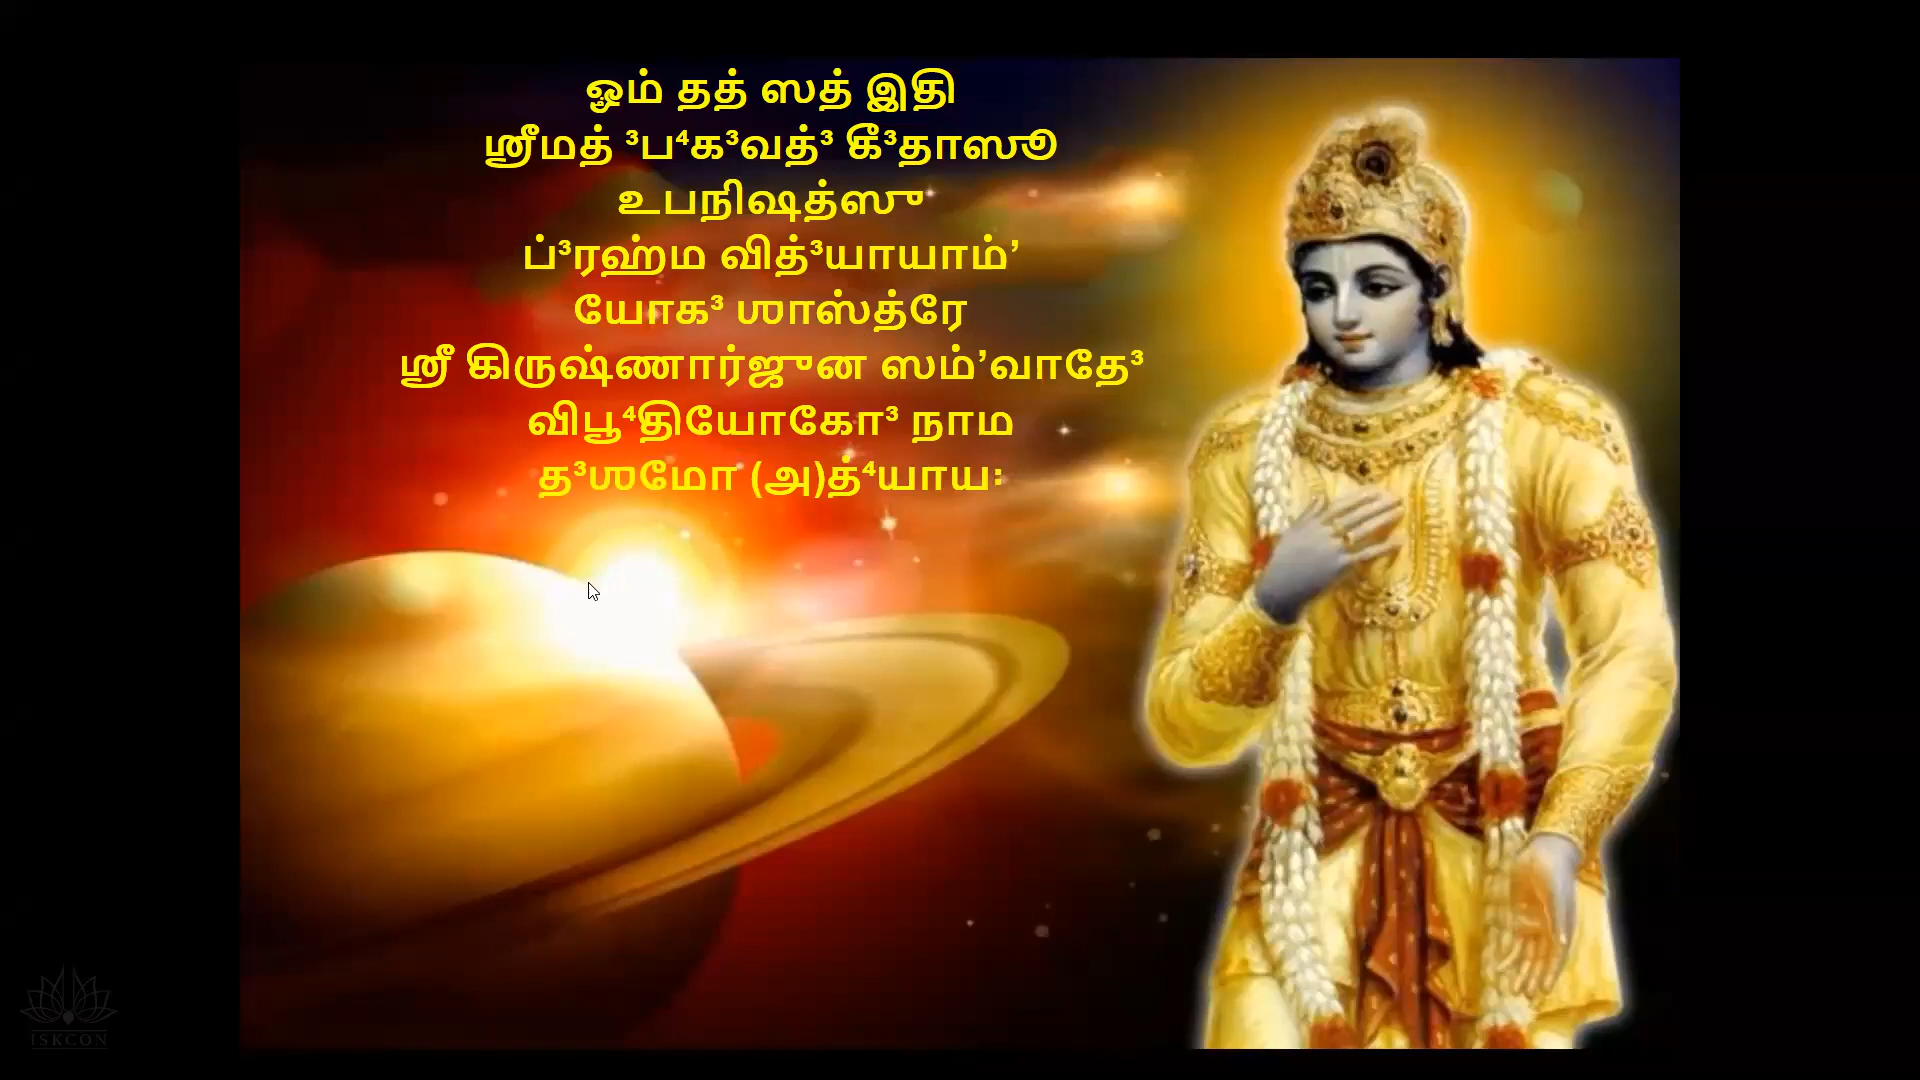 ஓம் தத் ஸத் இதி
ஸ்ரீமத் ³ப⁴க³வத்³ கீ³தாஸூ
உபநிஷத்ஸு
ப்³ரஹ்ம வித்³யாயாம்’
யோக³ ஶாஸ்த்ரே
ஸ்ரீ கிருஷ்ணார்ஜுன ஸம்’வாதே³
விபூ⁴தியோகோ³ நாம
த³ஶமோ (அ)த்⁴யாய꞉
ISKCON